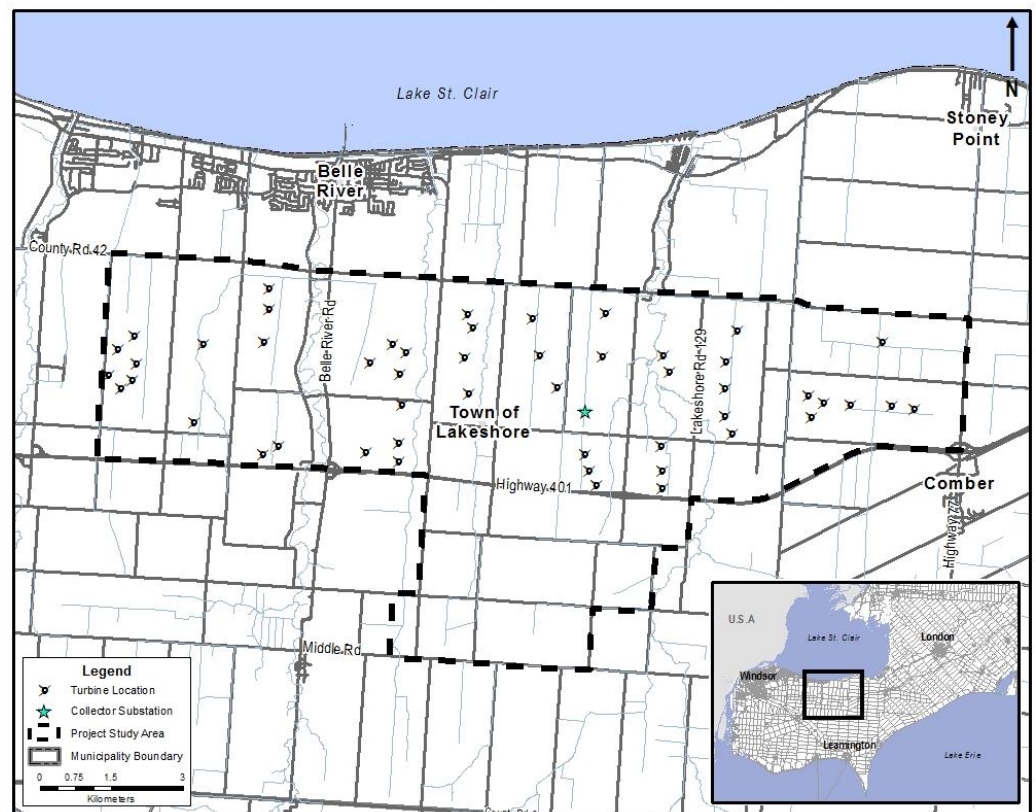 Lake St. Clair
N
Stoney
Point
Belle
River
County Rd 42
Belle River Rd
Lakeshore Rd 129
Town of
Lakeshore
Highway 401
Comber
Highway 77
Middle Rd
Legend
Turbine Location
Collector Substation
Project Study Area
Municipality Boundary
0 0.75 1.5 3
Kilometers
U.S.A
Lake St. Clair
London
Windsor
Leamington
Lake Erie